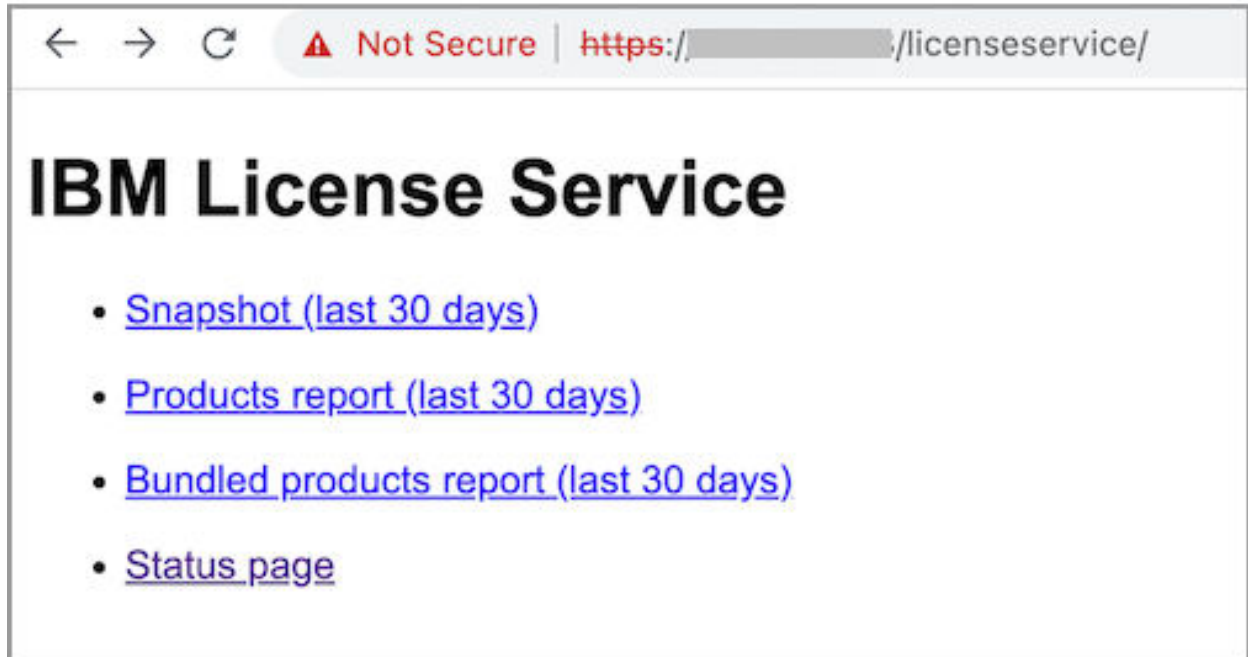 Not Secure | https:/ /licenseservice/
IBM License Service
• Snapshot (last 30 days)
• Products report (last 30 days)
• Bundled products report (last 30 days)
• Status page